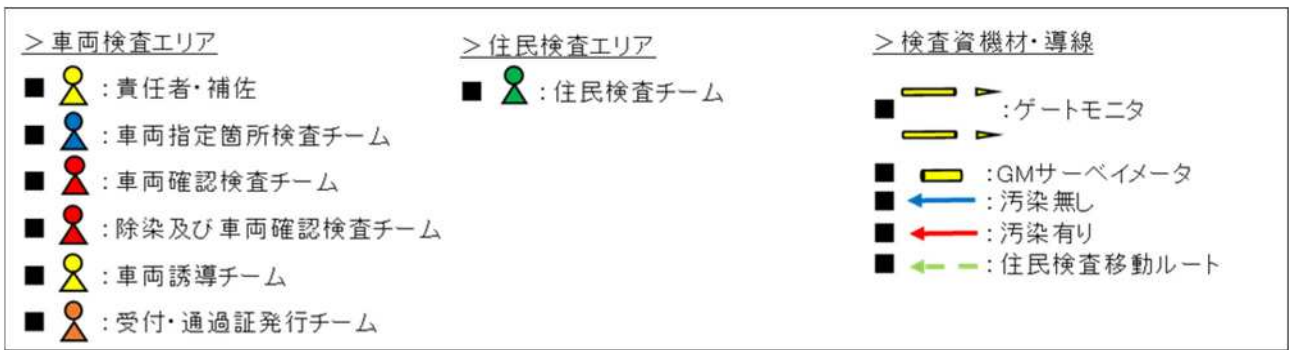 ＞車両検査エリア
■ ：責任者・補佐
■ ：車両指定箇所検査チーム
■ ：車両確認検査チーム
■ ：除染及び車両確認検査チーム
■ ：車両誘導チーム
■ ：受付・通過証発行チーム
＞住民検査エリア
■ ：住民検査チーム
＞検査資機材・導線
■ ：ゲートモニタ
■ ：GMサーベイメータ
■ ：汚染無し
■ ：汚染有り
■ ：住民検査移動ルート